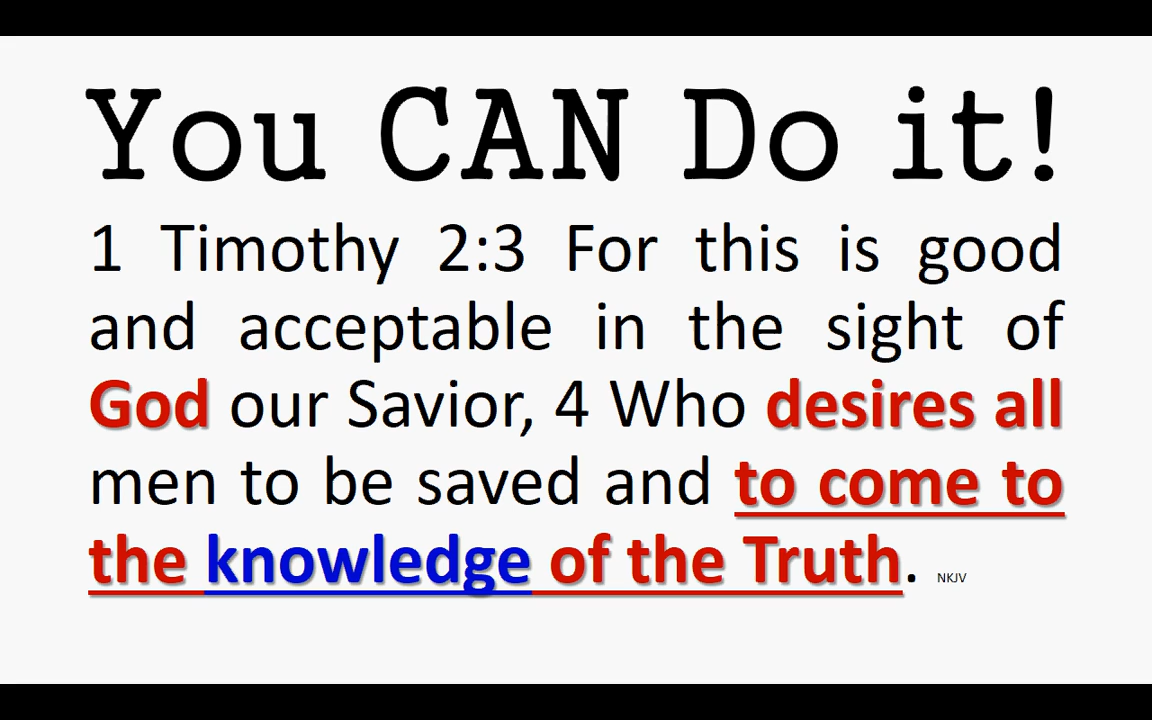 You CAN Do it!
1 Timothy 2:3 For this is good
and acceptable in the sight of
God our Savior, 4 Who desires all
men to be saved and to come to
the knowledge of the Truth. NKJV